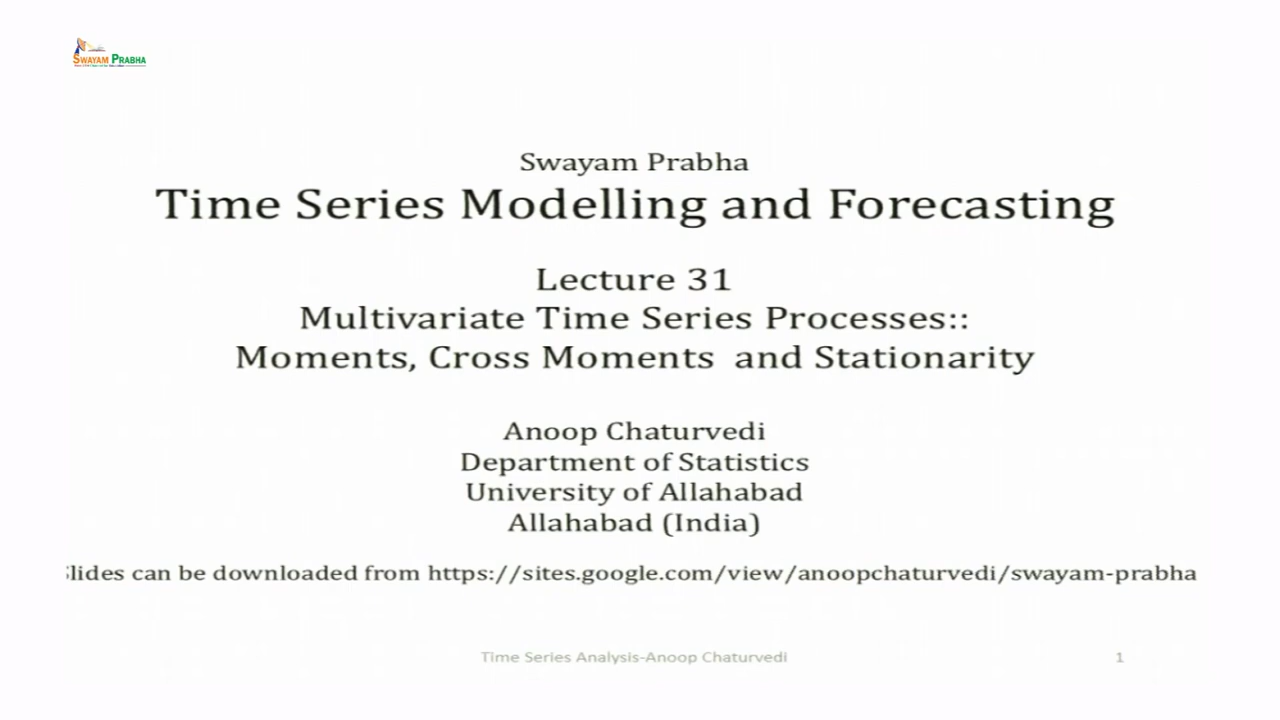 SWAYAM PRABHA
Swayam Prabha
Time Series Modelling and Forecasting
Lecture 31
Multivariate Time Series Processes::
Moments, Cross Moments and Stationarity
Anoop Chaturvedi
Department of Statistics
University of Allahabad
Allahabad (India)
lides can be downloaded from https://sites.google.com/view/anoopchaturvedi/swayam-prabha
Time Series Analysis-Anoop Chaturvedi
1